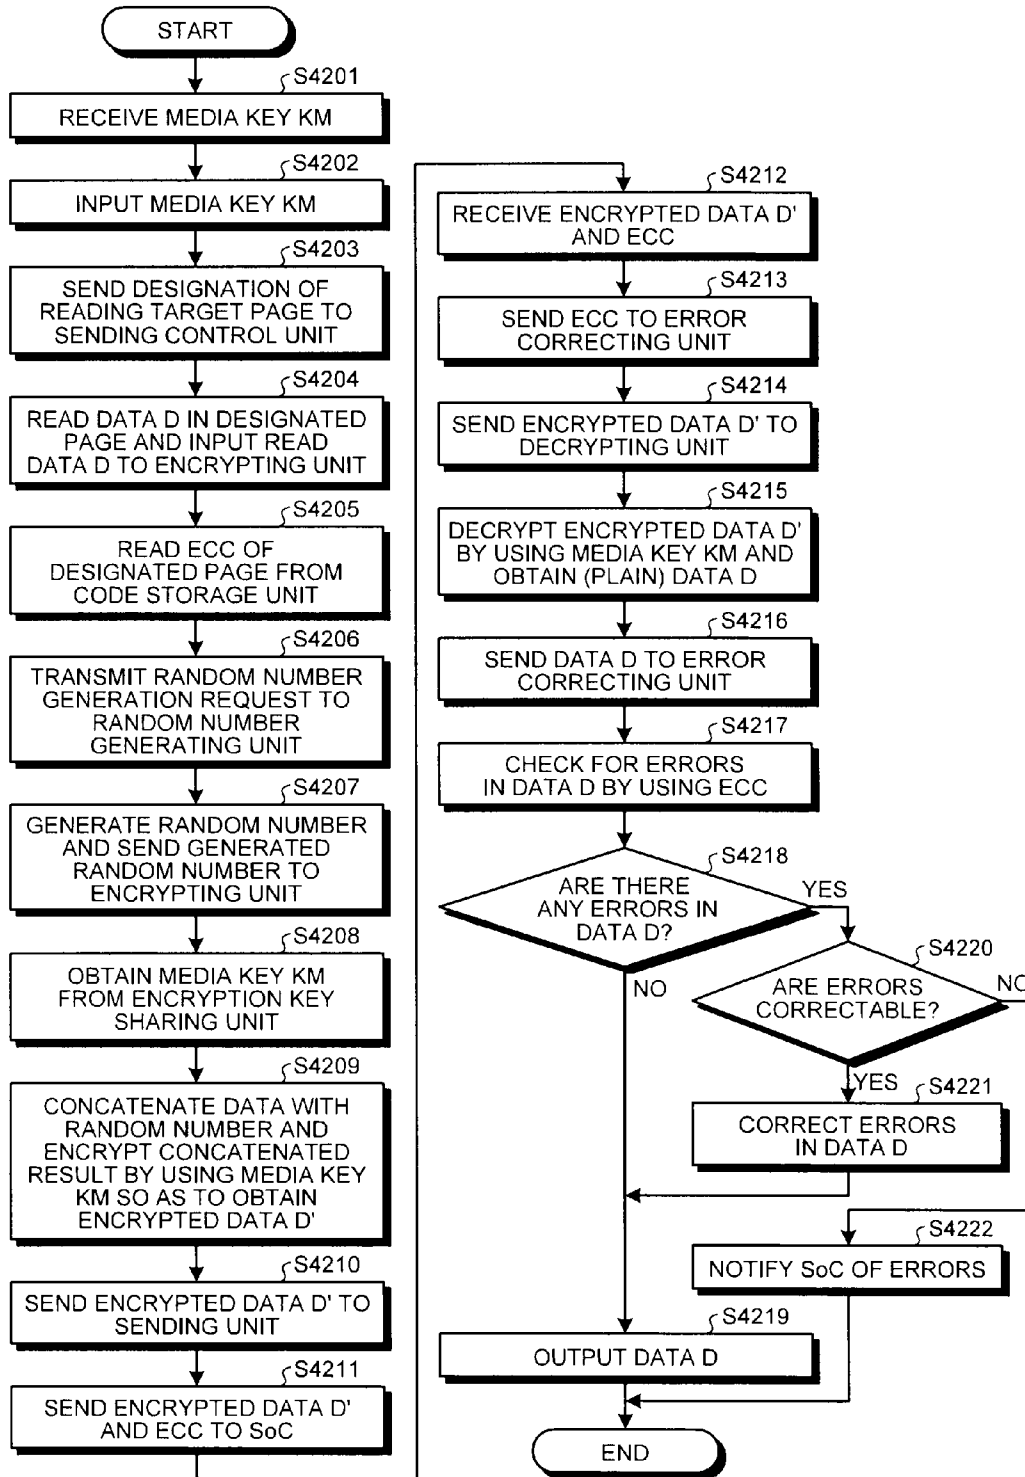 START
S4201
RECEIVE MEDIA KEY KM
S4202
INPUT MEDIA KEY KM
S4203
SEND DESIGNATION OF
READING TARGET PAGE TO
SENDING CONTROL UNIT
S4204
READ DATA D IN DESIGNATED
PAGE AND INPUT READ
DATA D TO ENCRYPTING UNIT
S4205
READ ECC OF
DESIGNATED PAGE FROM
CODE STORAGE UNIT
S4206
TRANSMIT RANDOM NUMBER
GENERATION REQUEST TO
RANDOM NUMBER
GENERATING UNIT
S4207
GENERATE RANDOM NUMBER
AND SEND GENERATED
RANDOM NUMBER TO
ENCRYPTING UNIT
S4208
OBTAIN MEDIA KEY KM
FROM ENCRYPTION KEY
SHARING UNIT
S4209
CONCATENATE DATA WITH
RANDOM NUMBER AND
ENCRYPT CONCATENATED
RESULT BY USING MEDIA KEY
KM SO AS TO OBTAIN
ENCRYPTED DATA D'
S4210
SEND ENCRYPTED DATA D' TO
SENDING UNIT
S4211
SEND ENCRYPTED DATA D'
AND ECC TO SoC
S4212
RECEIVE ENCRYPTED DATA D'
AND ECC
S4213
SEND ECC TO ERROR
CORRECTING UNIT
S4214
SEND ENCRYPTED DATA D' TO
DECRYPTING UNIT
S4215
DECRYPT ENCRYPTED DATA D'
BY USING MEDIA KEY KM AND
OBTAIN (PLAIN) DATA D
S4216
SEND DATA D TO ERROR
CORRECTING UNIT
S4217
CHECK FOR ERRORS
IN DATA D BY USING ECC
S4218
ARE THERE
ANY ERRORS IN
DATA D?
YES
NO
S4220
ARE ERRORS
CORRECTABLE?
NO
YES
S4221
CORRECT ERRORS
IN DATA D
S4222
NOTIFY SoC OF ERRORS
S4219
OUTPUT DATA D
END